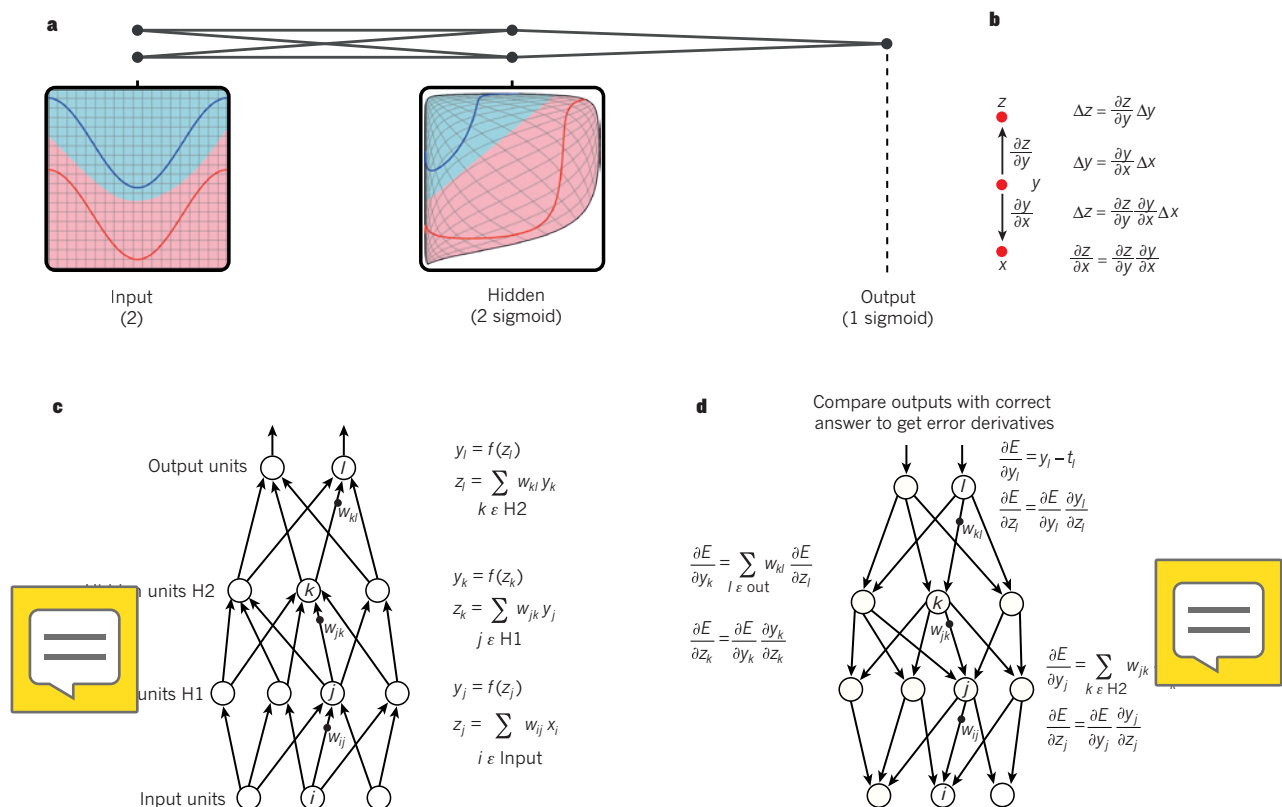 a
Input
(2)
Hidden
(2 sigmoid)
Output
(1 sigmoid)
b
z
∂z/∂y
y
∂y/∂x
x
Δz = ∂z/∂y Δy
Δy = ∂y/∂x Δx
Δz = ∂z/∂y ∂y/∂x Δx
∂z/∂x = ∂z/∂y ∂y/∂x
c
Output units
l
w_kl
y_l = f(z_l)
z_l = ∑ w_kl y_k
k ε H2
units H2
k
w_jk
y_k = f(z_k)
z_k = ∑ w_jk y_j
j ε H1
units H1
j
w_ij
y_j = f(z_j)
z_j = ∑ w_ij x_i
i ε Input
Input units
i
d
Compare outputs with correct
answer to get error derivatives
l
w_kl
∂E/∂y_l = y_l – t_l
∂E/∂z_l = ∂E/∂y_l ∂y_l/∂z_l
∂E/∂y_k = ∑ w_kl ∂E/∂z_l
l ε out
∂E/∂z_k = ∂E/∂y_k ∂y_k/∂z_k
k
w_jk
∂E/∂y_j = ∑ w_jk
k ε H2
∂E/∂z_j = ∂E/∂y_j ∂y_j/∂z_j
j
w_ij
i